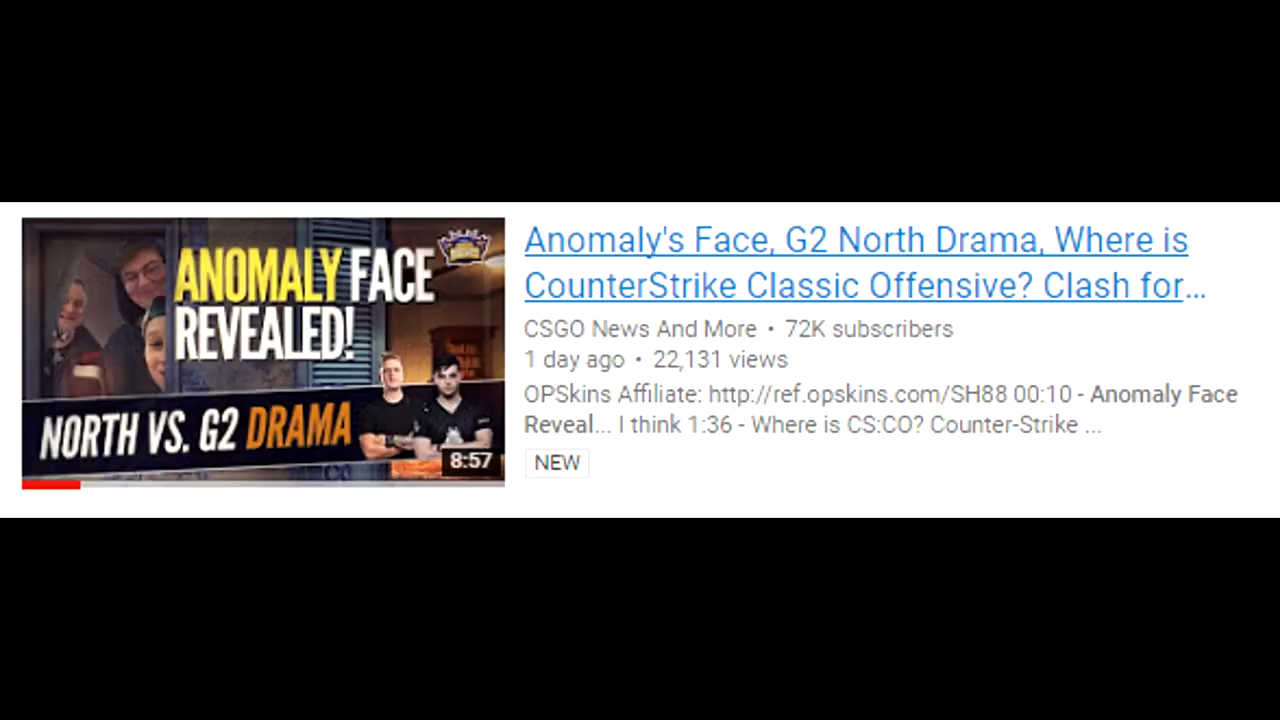 ANOMALY FACE
REVEALED!
NORTH VS. G2 DRAMA
8:57
Anomaly's Face, G2 North Drama, Where is
CounterStrike Classic Offensive? Clash for...
CSGO News And More • 72K subscribers
1 day ago • 22,131 views
OPSkins Affiliate: http://ref.opskins.com/SH88 00:10 - Anomaly Face
Reveal... I think 1:36 - Where is CS:CO? Counter-Strike ...
NEW